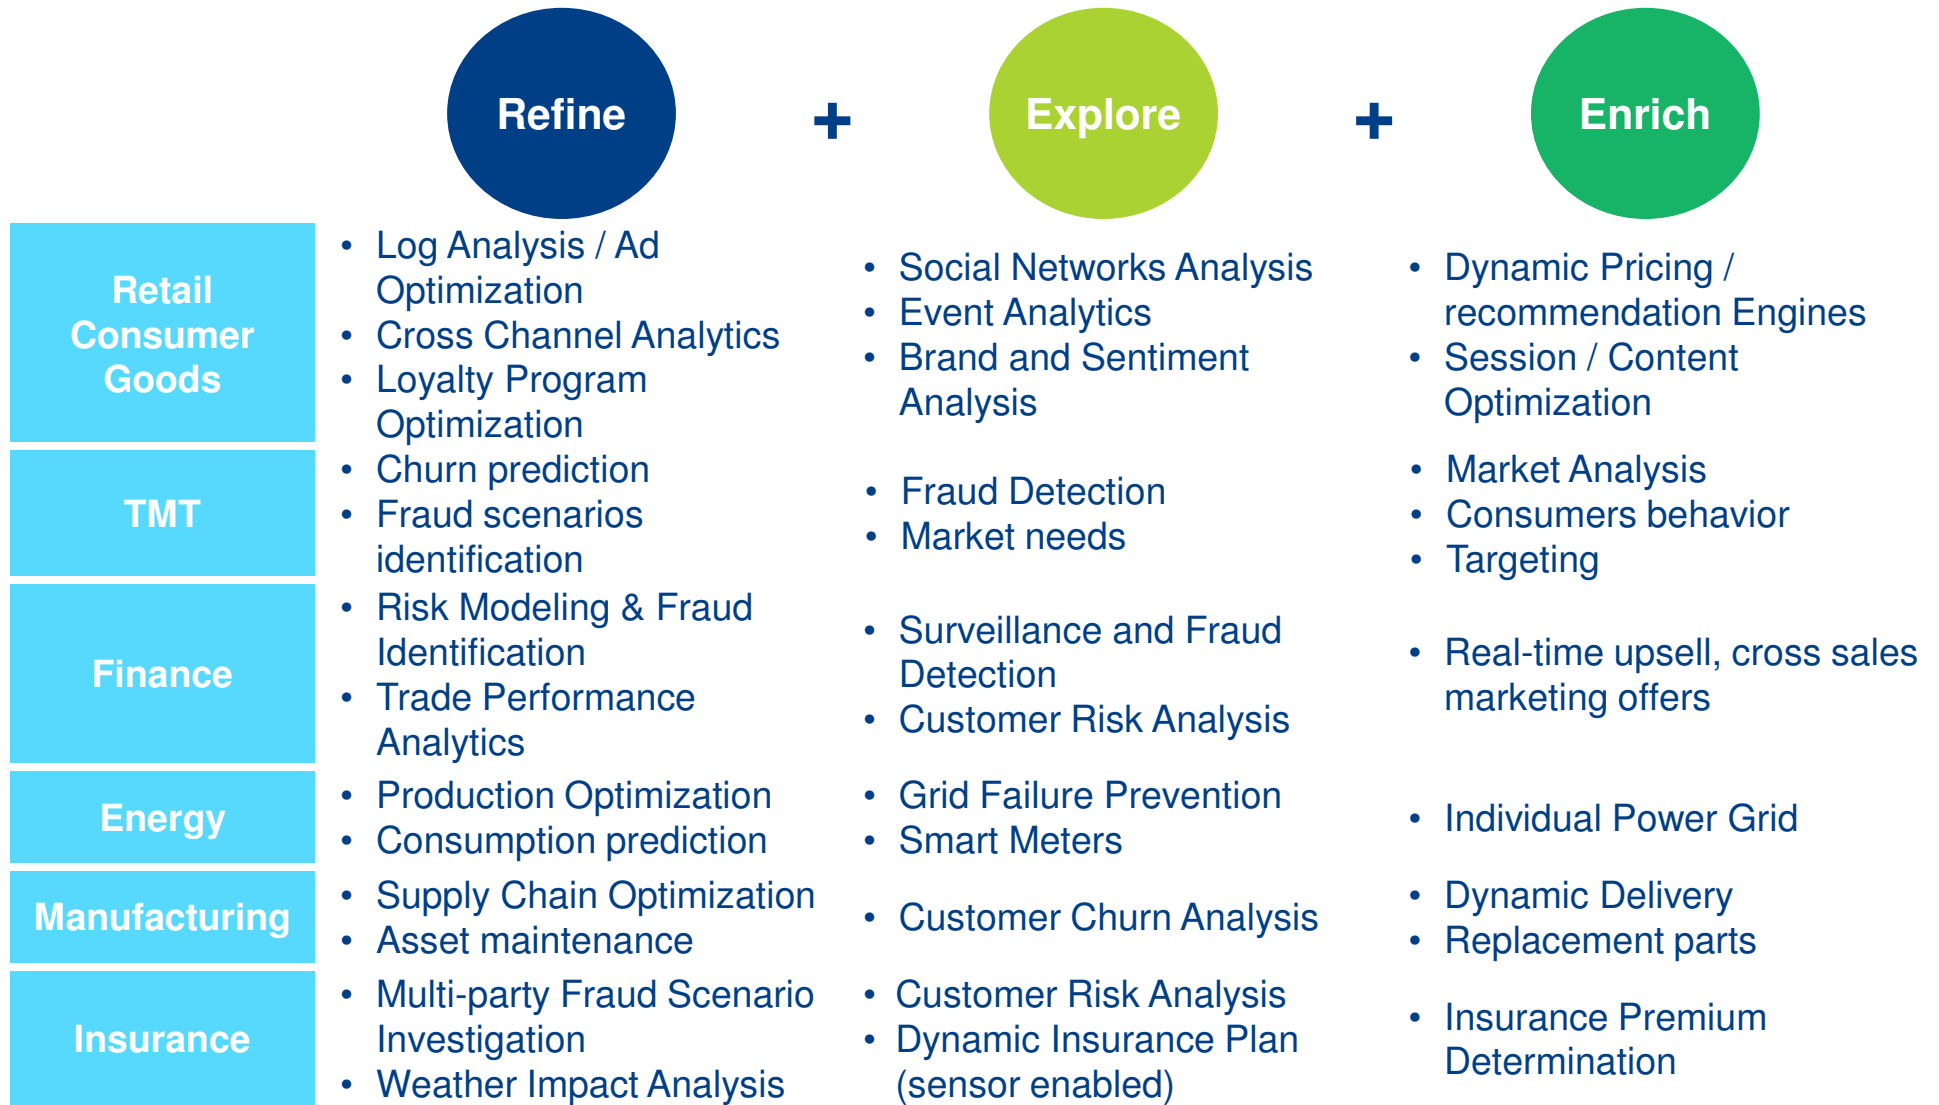 Refine + Explore + Enrich
Retail
Consumer
Goods
• Log Analysis / Ad
Optimization
• Cross Channel Analytics
• Loyalty Program
Optimization
• Social Networks Analysis
• Event Analytics
• Brand and Sentiment
Analysis
• Dynamic Pricing /
recommendation Engines
• Session / Content
Optimization
TMT
• Churn prediction
• Fraud scenarios
identification
• Fraud Detection
• Market needs
• Market Analysis
• Consumers behavior
• Targeting
Finance
• Risk Modeling & Fraud
Identification
• Trade Performance
Analytics
• Surveillance and Fraud
Detection
• Customer Risk Analysis
• Real-time upsell, cross sales
marketing offers
Energy
• Production Optimization
• Consumption prediction
• Grid Failure Prevention
• Smart Meters
• Individual Power Grid
Manufacturing
• Supply Chain Optimization
• Asset maintenance
• Customer Churn Analysis
• Dynamic Delivery
• Replacement parts
Insurance
• Multi-party Fraud Scenario
Investigation
• Weather Impact Analysis
• Customer Risk Analysis
• Dynamic Insurance Plan
(sensor enabled)
• Insurance Premium
Determination